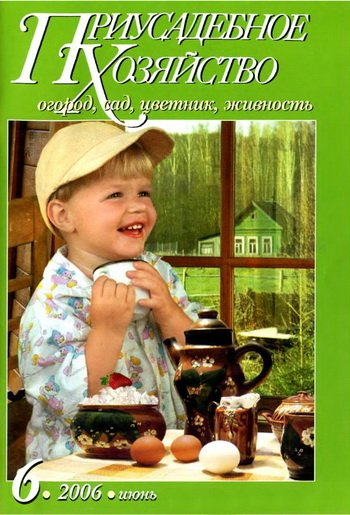 ПРИУСАДЕБНОЕ
ХОЗЯЙСТВО
огород, сад, цветник, живность
6 • 2006 • июнь